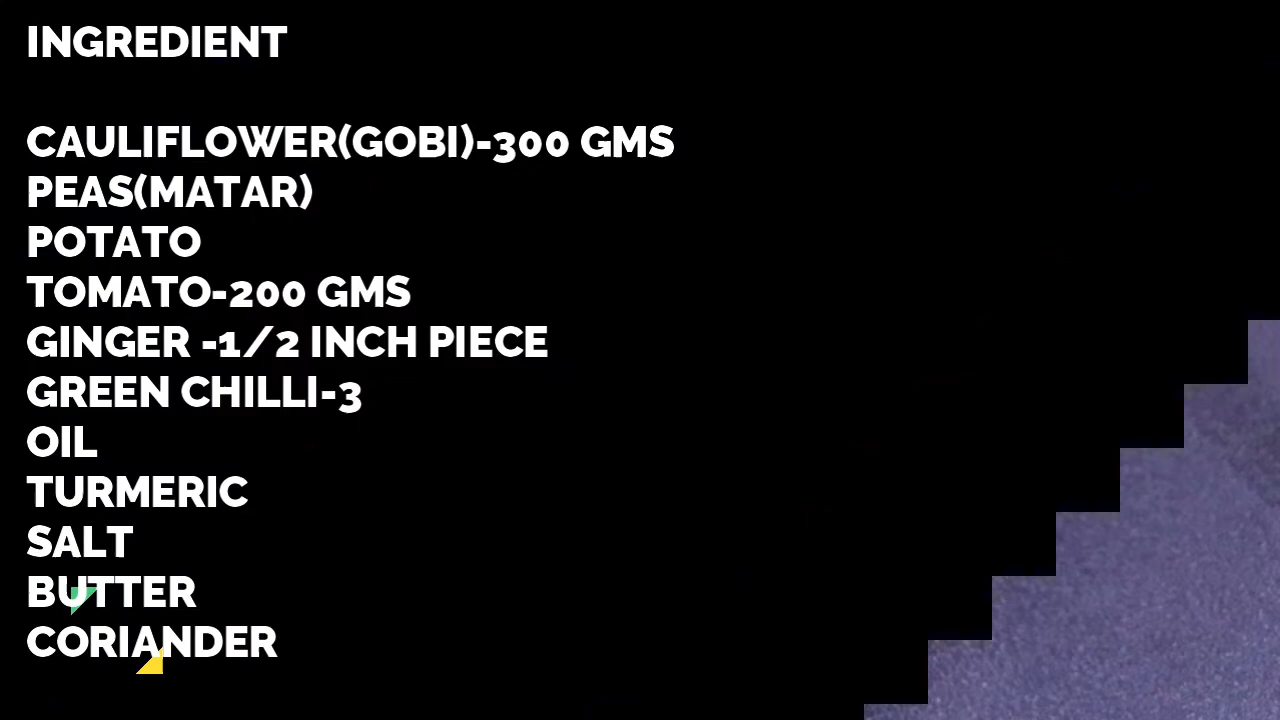 INGREDIENT
CAULIFLOWER(GOBI)-300 GMS
PEAS(MATAR)
POTATO
TOMATO-200 GMS
GINGER -1/2 INCH PIECE
GREEN CHILLI-3
OIL
TURMERIC
SALT
BUTTER
CORIANDER